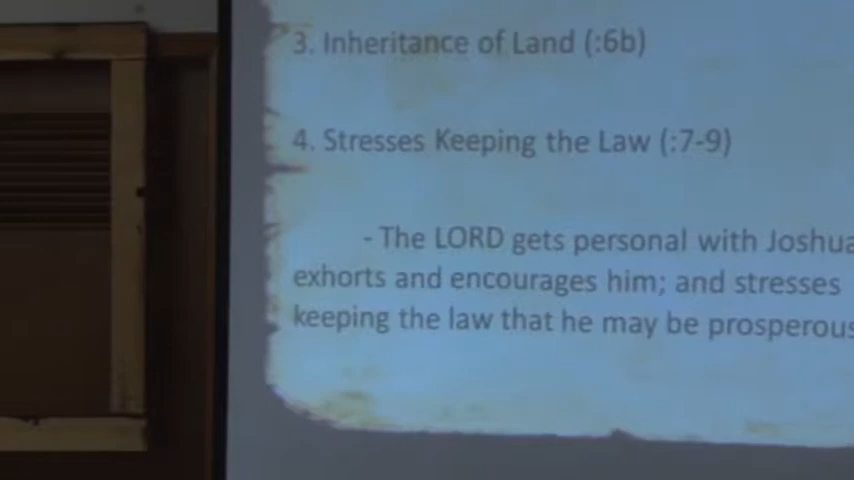 3. Inheritance of Land (:6b)
4. Stresses Keeping the Law (:7-9)
- The LORD gets personal with Joshua
exhorts and encourages him; and stresses
keeping the law that he may be prosperous